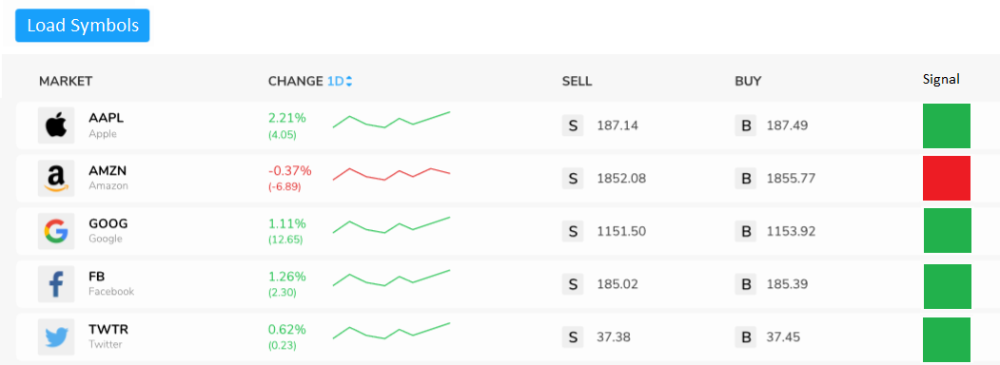 Load Symbols
MARKET CHANGE 1D SELL BUY Signal
AAPL 2.21% S 187.14 B 187.49
Apple (4.05)
AMZN -0.37% S 1852.08 B 1855.77
Amazon (-6.89)
GOOG 1.11% S 1151.50 B 1153.92
Google (12.65)
FB 1.26% S 185.02 B 185.39
Facebook (2.30)
TWTR 0.62% S 37.38 B 37.45
Twitter (0.23)